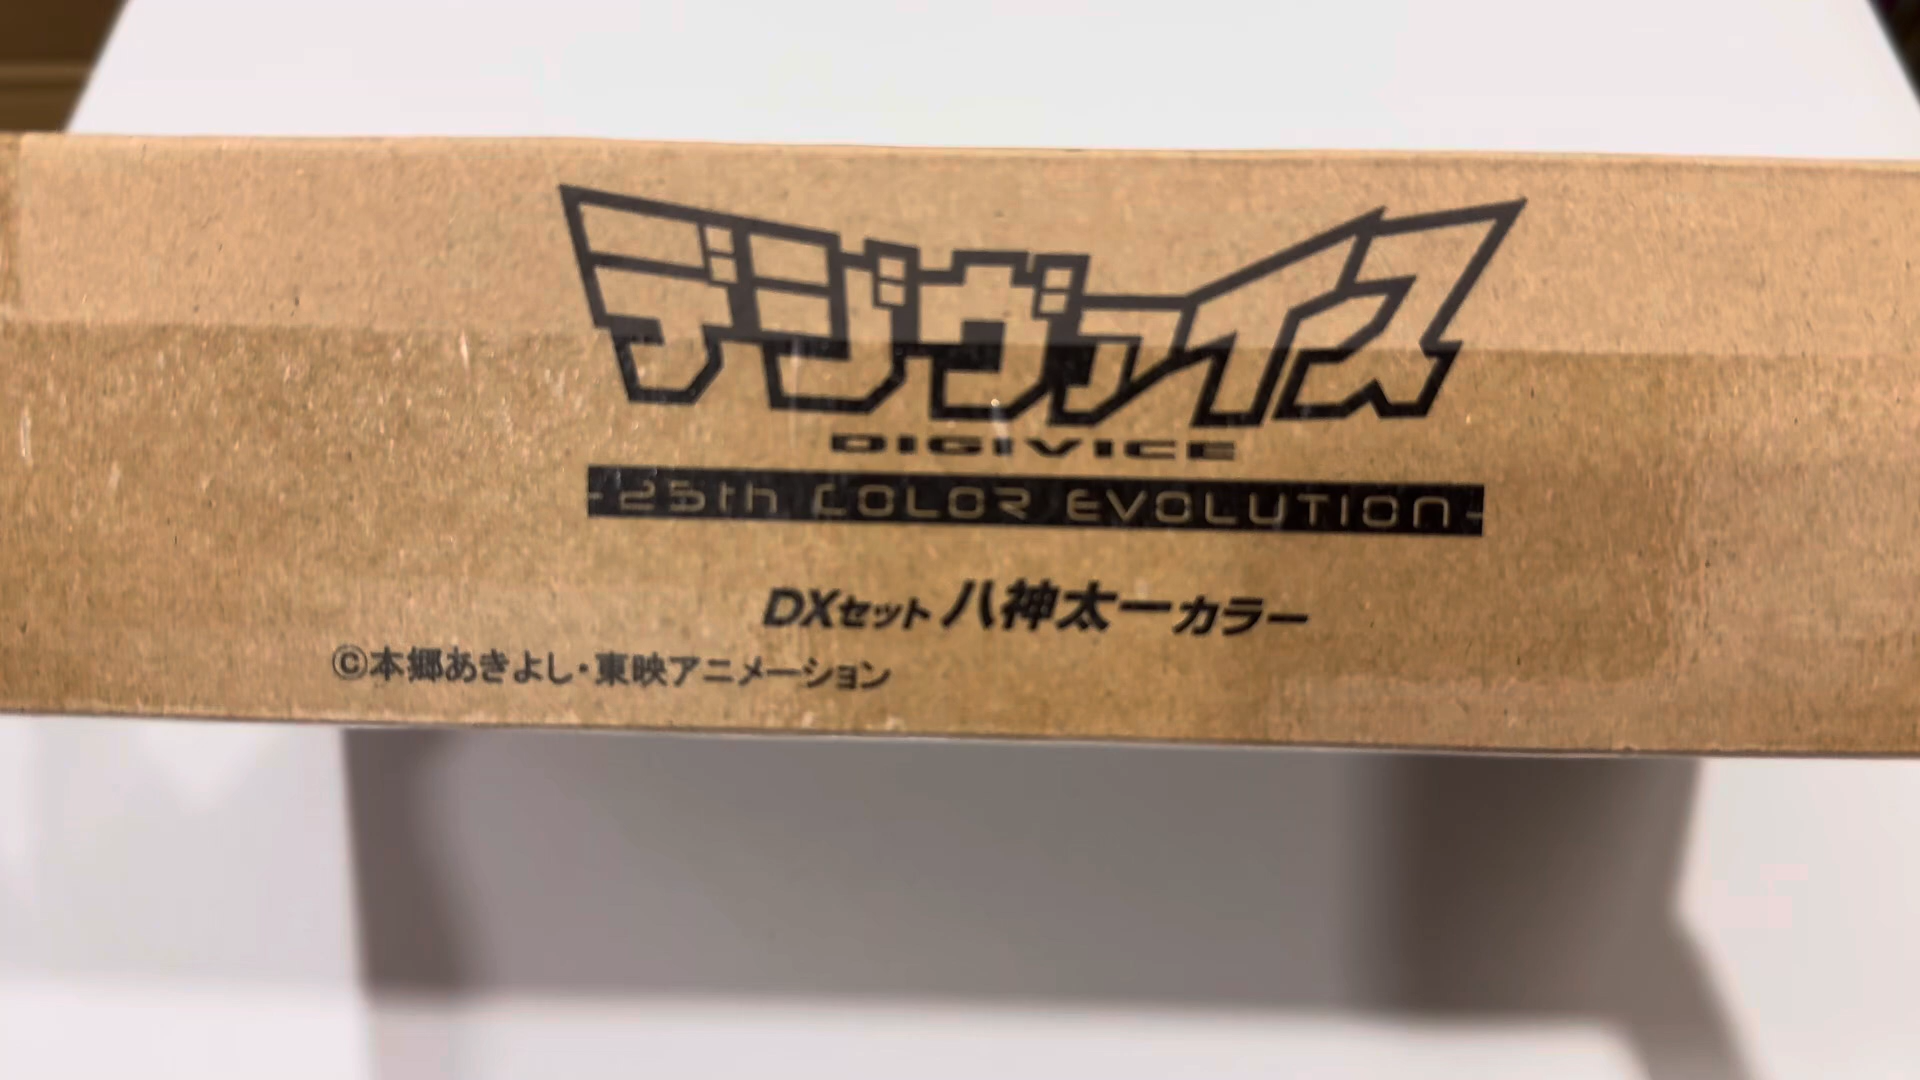 デジヴァイス
DIGIVICE
-25th COLOR EVOLUTION-
DXセット 八神太一カラー
©本郷あきよし・東映アニメーション